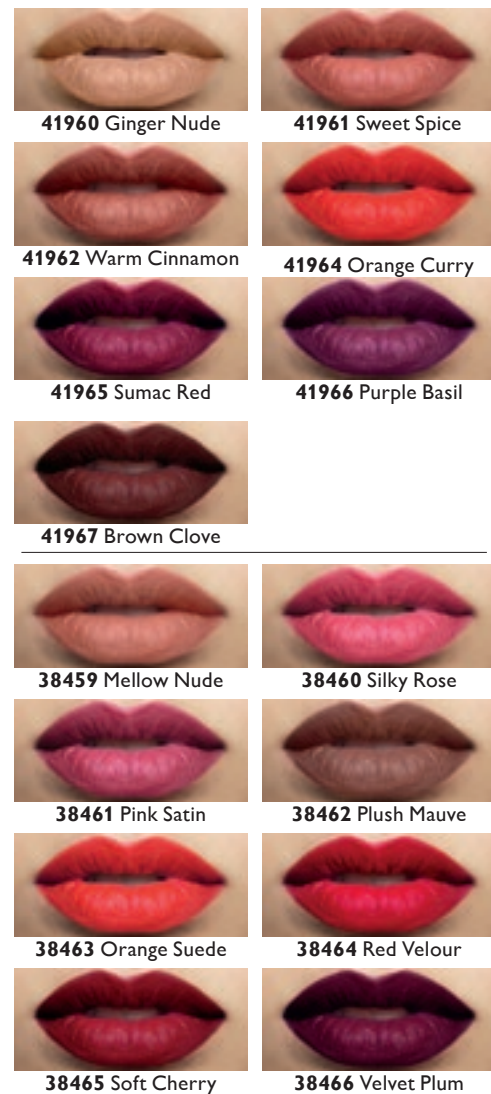 41960 Ginger Nude
41961 Sweet Spice
41962 Warm Cinnamon
41964 Orange Curry
41965 Sumac Red
41966 Purple Basil
41967 Brown Clove
38459 Mellow Nude
38460 Silky Rose
38461 Pink Satin
38462 Plush Mauve
38463 Orange Suede
38464 Red Velour
38465 Soft Cherry
38466 Velvet Plum